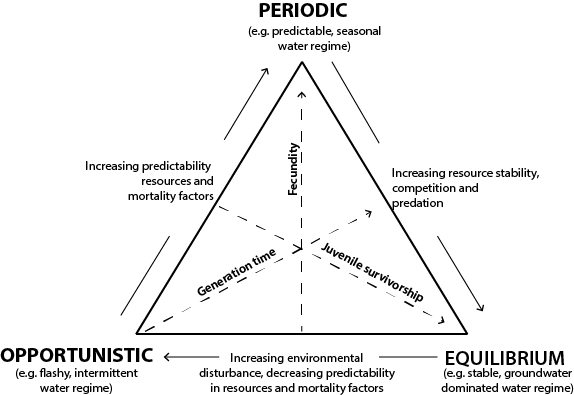 PERIODIC
(e.g. predictable, seasonal
water regime)
Fecundity
Increasing predictability
resources and
mortality factors
Increasing resource stability,
competition and
predation
Generation time
Juvenile survivorship
OPPORTUNISTIC
(e.g. flashy, intermittent
water regime)
Increasing environmental
disturbance, decreasing predictability
in resources and mortality factors
EQUILIBRIUM
(e.g. stable, groundwater
dominated water regime)